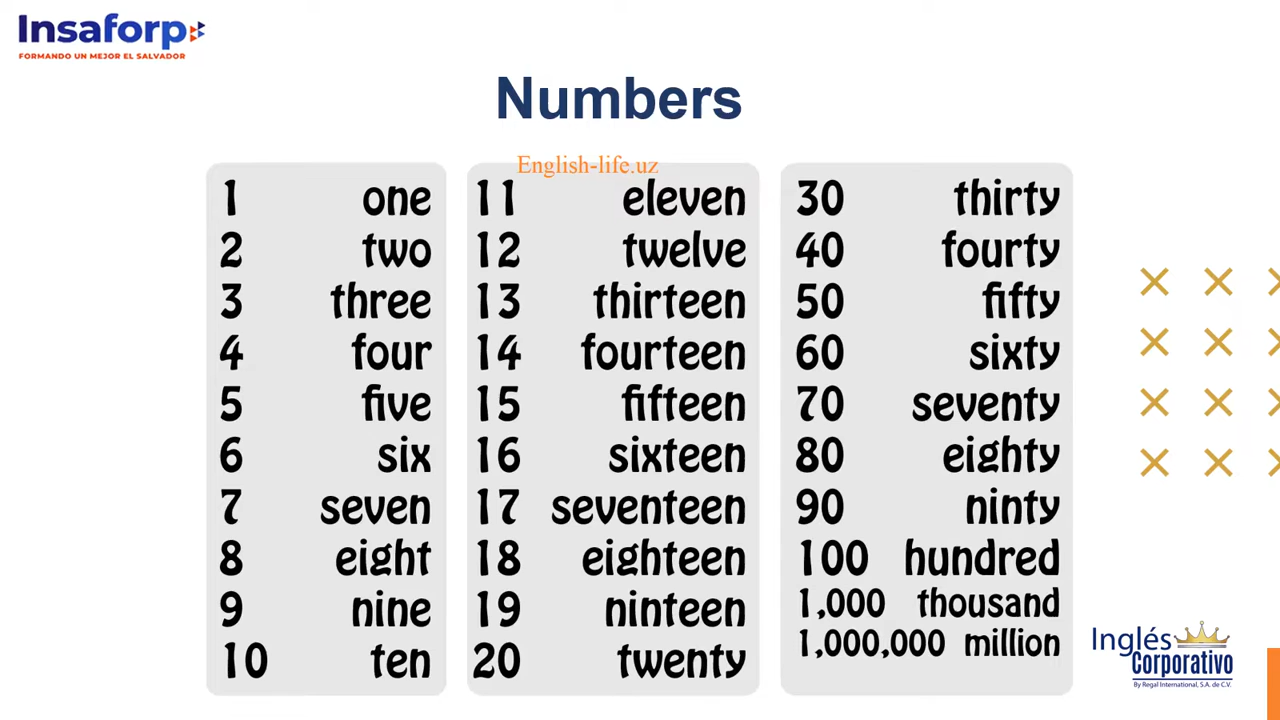 Insaforp
FORMANDO UN MEJOR EL SALVADOR
Numbers
English-life.uz
1 one
2 two
3 three
4 four
5 five
6 six
7 seven
8 eight
9 nine
10 ten
11 eleven
12 twelve
13 thirteen
14 fourteen
15 fifteen
16 sixteen
17 seventeen
18 eighteen
19 ninteen
20 twenty
30 thirty
40 fourty
50 fifty
60 sixty
70 seventy
80 eighty
90 ninty
100 hundred
1,000 thousand
1,000,000 million
Inglés
Corporativo
By Regal International, S.A. de C.V.